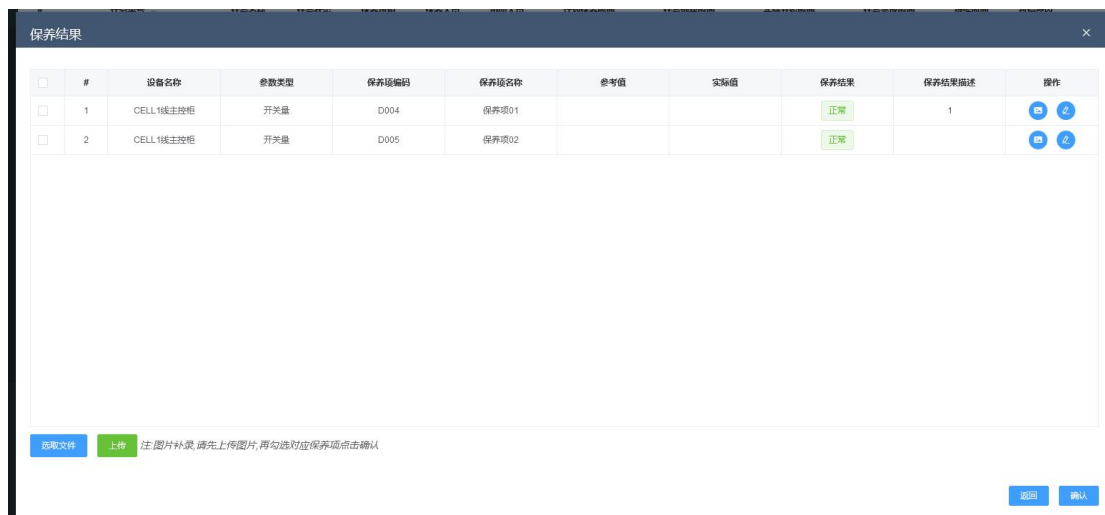 保养结果
# 设备名称 参数类型 保养项编码 保养项名称 参考值 实际值 保养结果 保养结果描述 操作
1 CELL1线主控柜 开关量 D004 保养项01 正常 1
2 CELL1线主控柜 开关量 D005 保养项02 正常
选取文件 上传 注:图片补录,请先上传图片,再勾选对应保养项点击确认
返回 确认